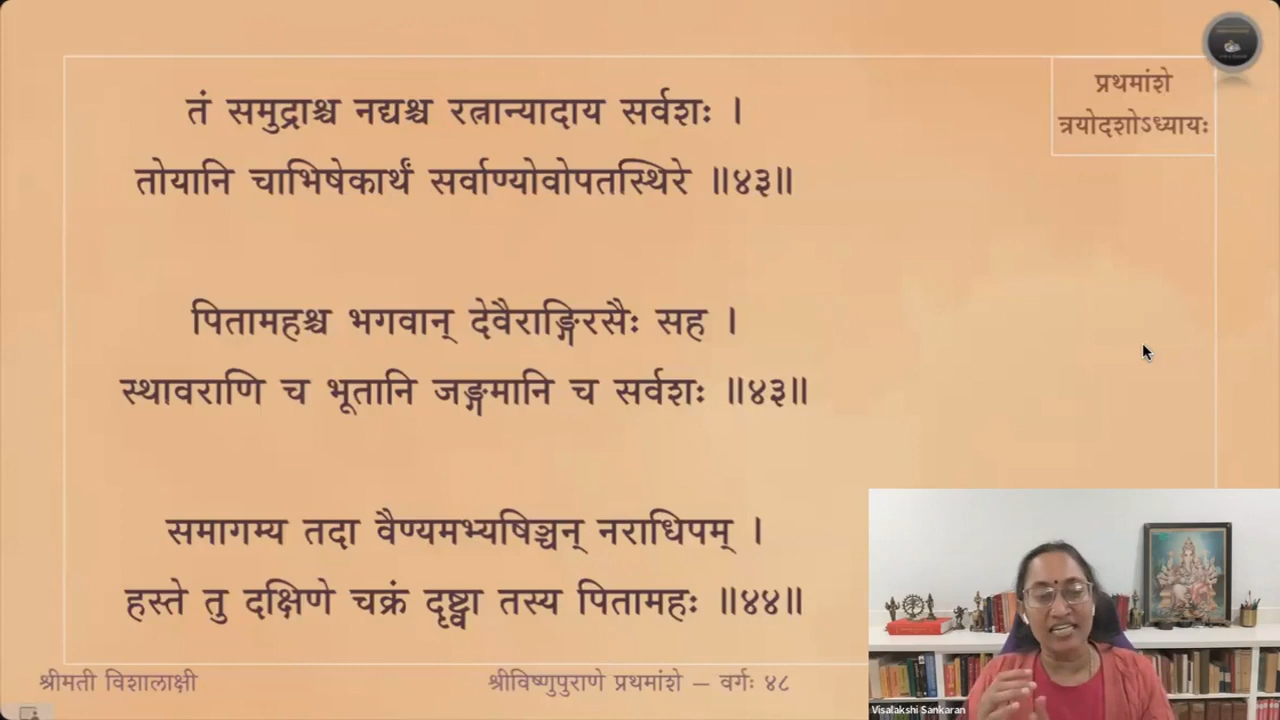 प्रथमांशे
त्रयोदशोऽध्यायः
तं समुद्राश्च नद्यश्च रत्नान्यादाय सर्वशः ।
तोयानि चाभिषेकार्थं सर्वाण्योवोपतस्थिरे ॥४३॥
पितामहश्च भगवान् देवैराङ्गिरसैः सह ।
स्थावराणि च भूतानि जङ्गमानि च सर्वशः ॥४३॥
समागम्य तदा वैण्यमभ्यषिञ्चन् नराधिपम् ।
हस्ते तु दक्षिणे चक्रं दृष्ट्वा तस्य पितामहः ॥४४॥
श्रीमती विशालाक्षी
श्रीविष्णुपुराणे प्रथमांशे – वर्गः ४८
Visalakshi Sankaran